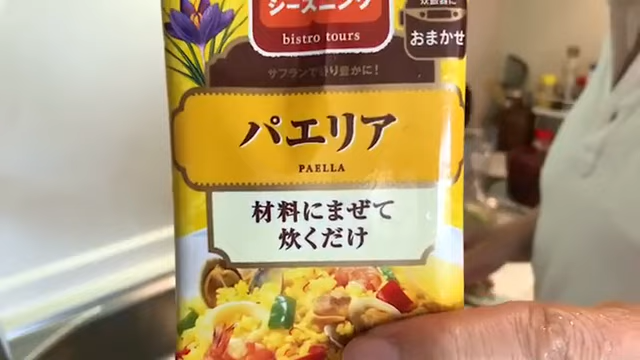 シーズニング
bistro tours
炊飯器に
おまかせ
サフランで香り豊かに！
パエリア
PAELLA
材料にまぜて
炊くだけ